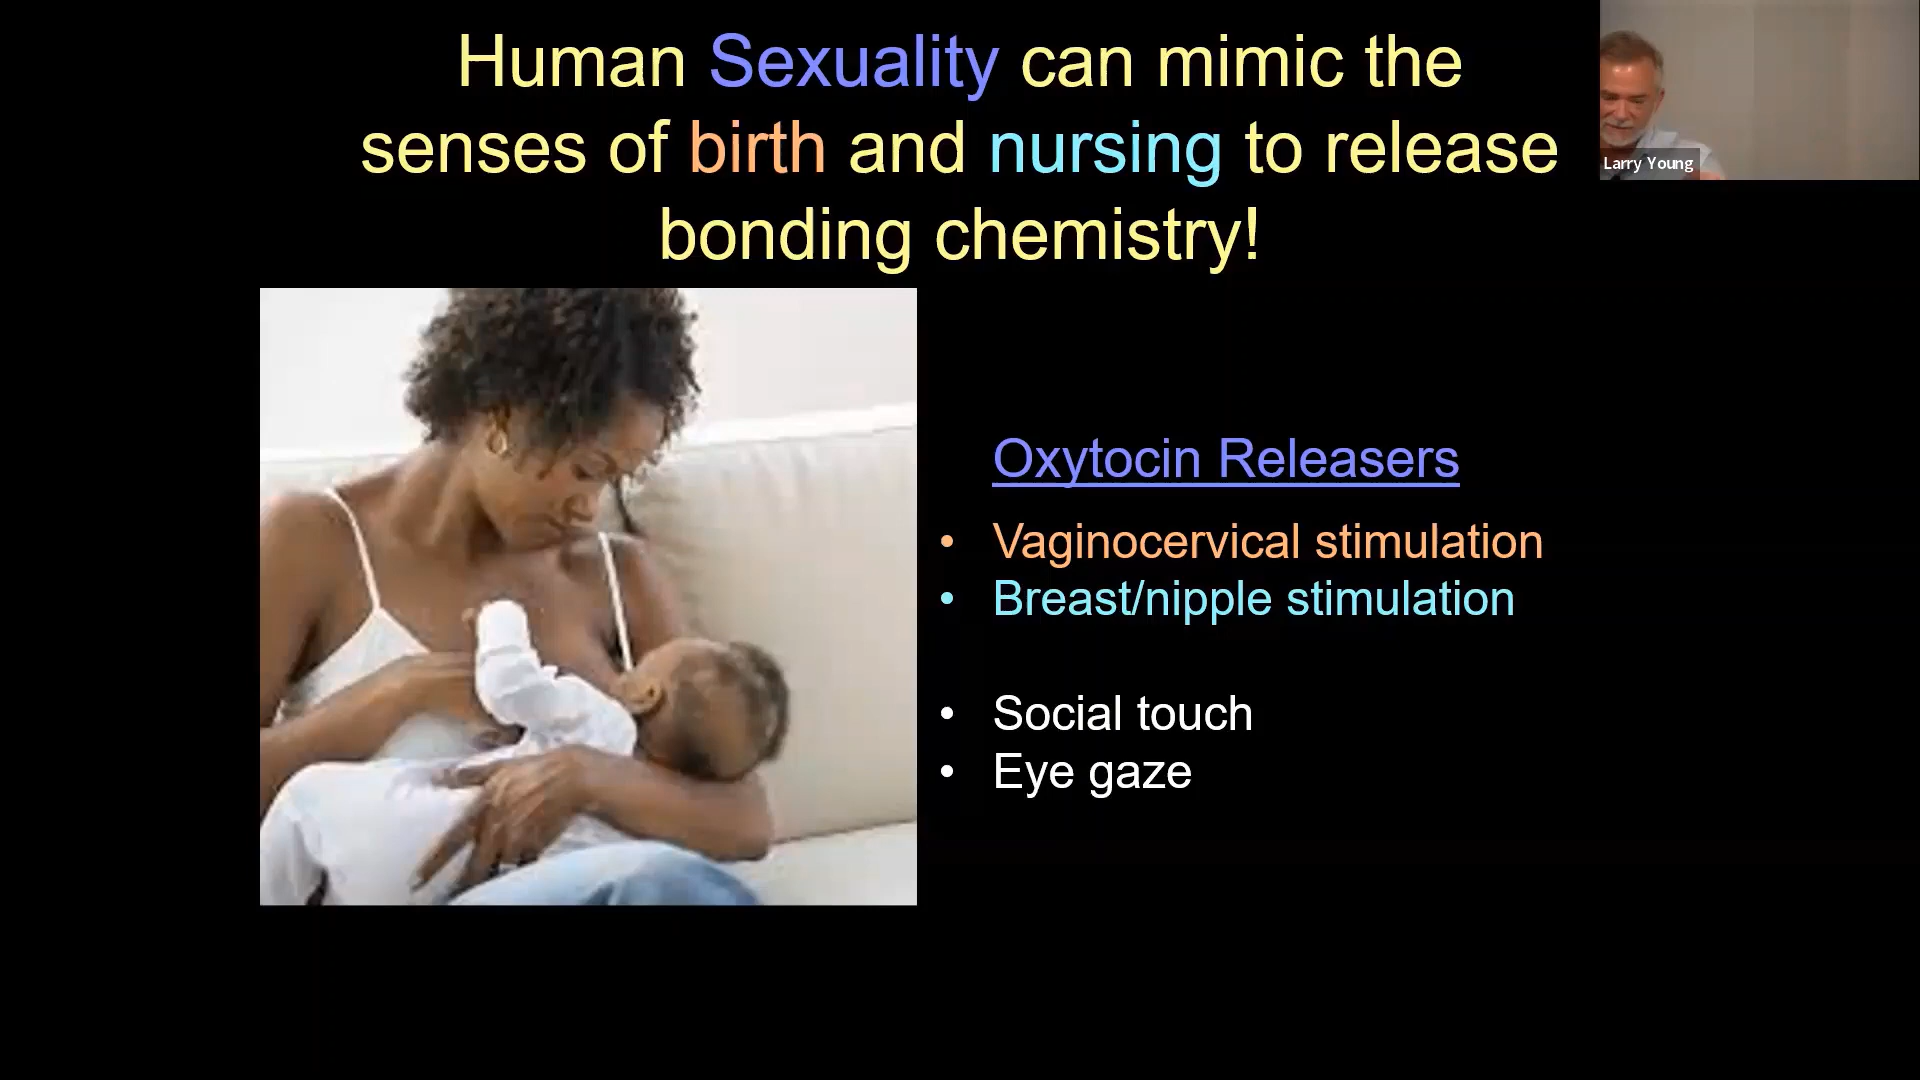 Human Sexuality can mimic the
senses of birth and nursing to release
bonding chemistry!
Larry Young
Oxytocin Releasers
• Vaginocervical stimulation
• Breast/nipple stimulation
• Social touch
• Eye gaze